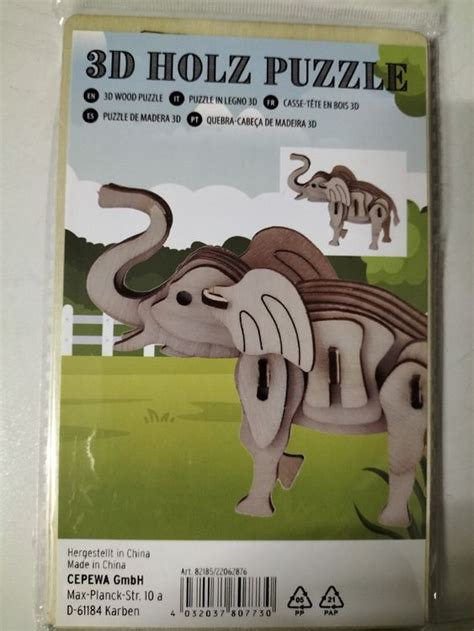 3D HOLZ PUZZLE
EN 3D WOOD PUZZLE IT PUZZLE IN LEGNO 3D FR CASSE-TÊTE EN BOIS 3D
ES PUZZLE DE MADERA 3D PT QUEBRA-CABEÇA DE MADEIRA 3D
Hergestellt in China
Made in China
CEPEWA GmbH
Max-Planck-Str. 10 a
D-61184 Karben
Art. 82185/22062876
4 032037 807730
05
PP
21
PAP